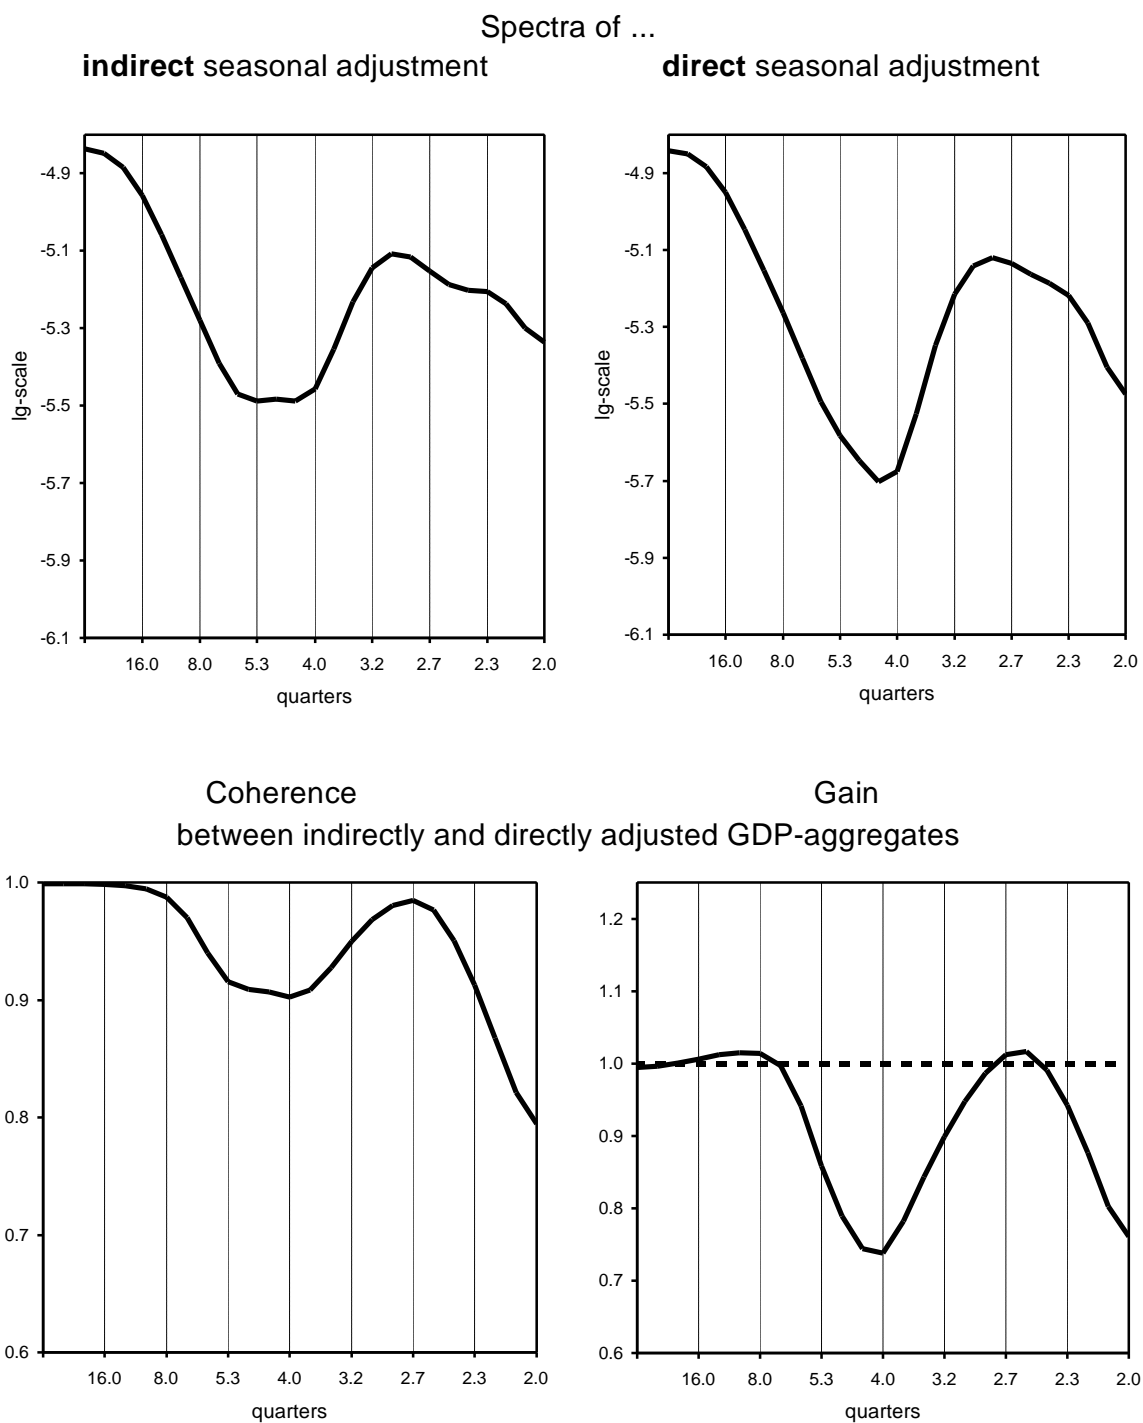 Spectra of ...
indirect seasonal adjustment
direct seasonal adjustment
-4.9
-5.1
-5.3
-5.5
-5.7
-5.9
-6.1
lg-scale
16.0 8.0 5.3 4.0 3.2 2.7 2.3 2.0
quarters
-4.9
-5.1
-5.3
-5.5
-5.7
-5.9
-6.1
lg-scale
16.0 8.0 5.3 4.0 3.2 2.7 2.3 2.0
quarters
Coherence
Gain
between indirectly and directly adjusted GDP-aggregates
1.0
0.9
0.8
0.7
0.6
16.0 8.0 5.3 4.0 3.2 2.7 2.3 2.0
quarters
1.2
1.1
1.0
0.9
0.8
0.7
0.6
16.0 8.0 5.3 4.0 3.2 2.7 2.3 2.0
quarters